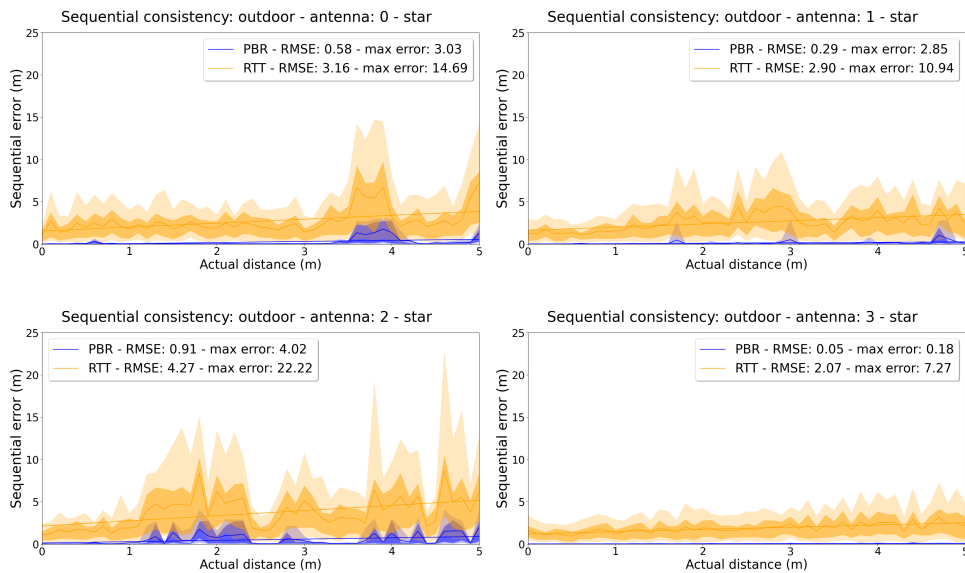 Sequential consistency: outdoor - antenna: 0 - star
25
20
15
10
5
0
Sequential error (m)
PBR - RMSE: 0.58 - max error: 3.03
RTT - RMSE: 3.16 - max error: 14.69
0 1 2 3 4 5
Actual distance (m)
Sequential consistency: outdoor - antenna: 1 - star
25
20
15
10
5
0
Sequential error (m)
PBR - RMSE: 0.29 - max error: 2.85
RTT - RMSE: 2.90 - max error: 10.94
0 1 2 3 4 5
Actual distance (m)
Sequential consistency: outdoor - antenna: 2 - star
25
20
15
10
5
0
Sequential error (m)
PBR - RMSE: 0.91 - max error: 4.02
RTT - RMSE: 4.27 - max error: 22.22
0 1 2 3 4 5
Actual distance (m)
Sequential consistency: outdoor - antenna: 3 - star
25
20
15
10
5
0
Sequential error (m)
PBR - RMSE: 0.05 - max error: 0.18
RTT - RMSE: 2.07 - max error: 7.27
0 1 2 3 4 5
Actual distance (m)